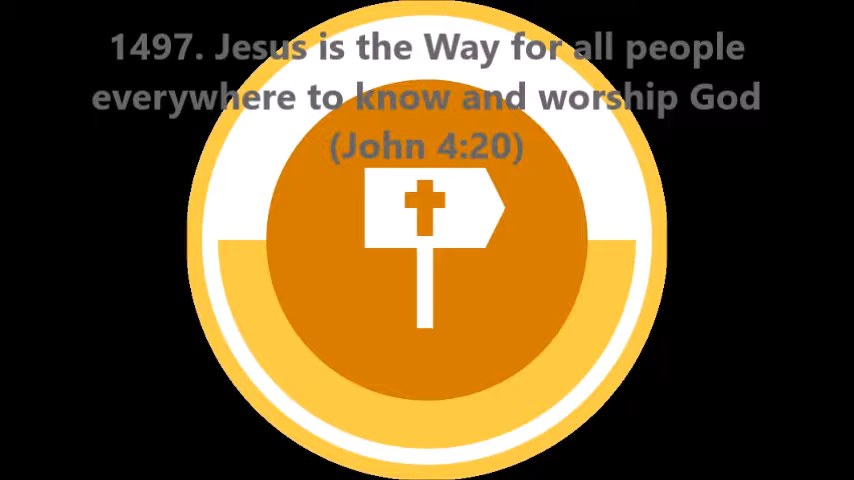 1497. Jesus is the Way for all people
everywhere to know and worship God
(John 4:20)